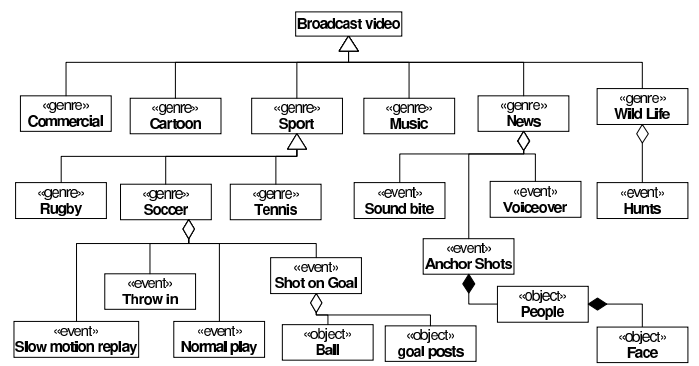 Broadcast video
«genre»
Commercial
«genre»
Cartoon
«genre»
Sport
«genre»
Music
«genre»
News
«genre»
Wild Life
«genre»
Rugby
«genre»
Soccer
«genre»
Tennis
«event»
Sound bite
«event»
Voiceover
«event»
Hunts
«event»
Throw in
«event»
Shot on Goal
«event»
Anchor Shots
«object»
People
«event»
Slow motion replay
«event»
Normal play
«object»
Ball
«object»
goal posts
«object»
Face